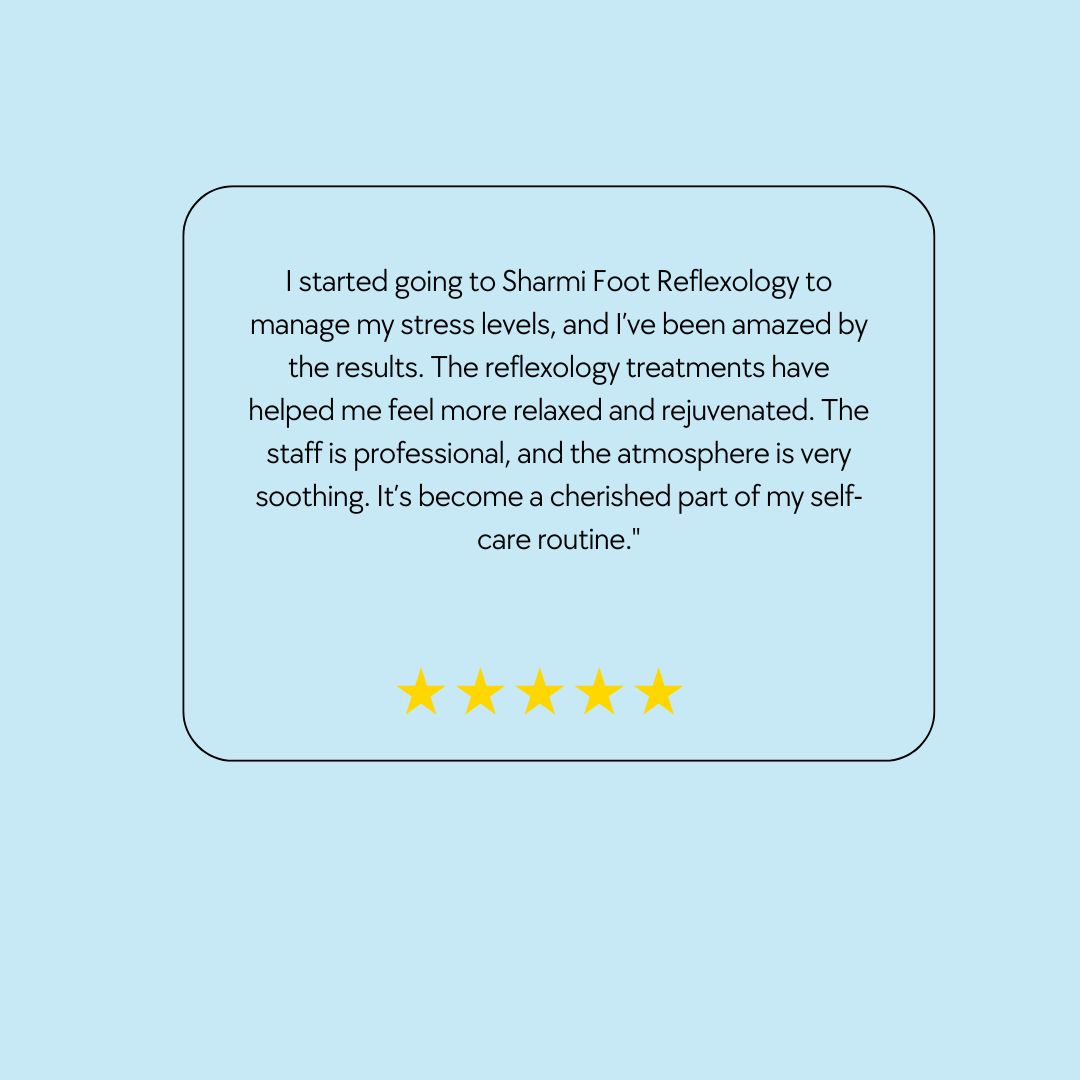 I started going to Sharmi Foot Reflexology to
manage my stress levels, and I’ve been amazed by
the results. The reflexology treatments have
helped me feel more relaxed and rejuvenated. The
staff is professional, and the atmosphere is very
soothing. It’s become a cherished part of my self-
care routine."